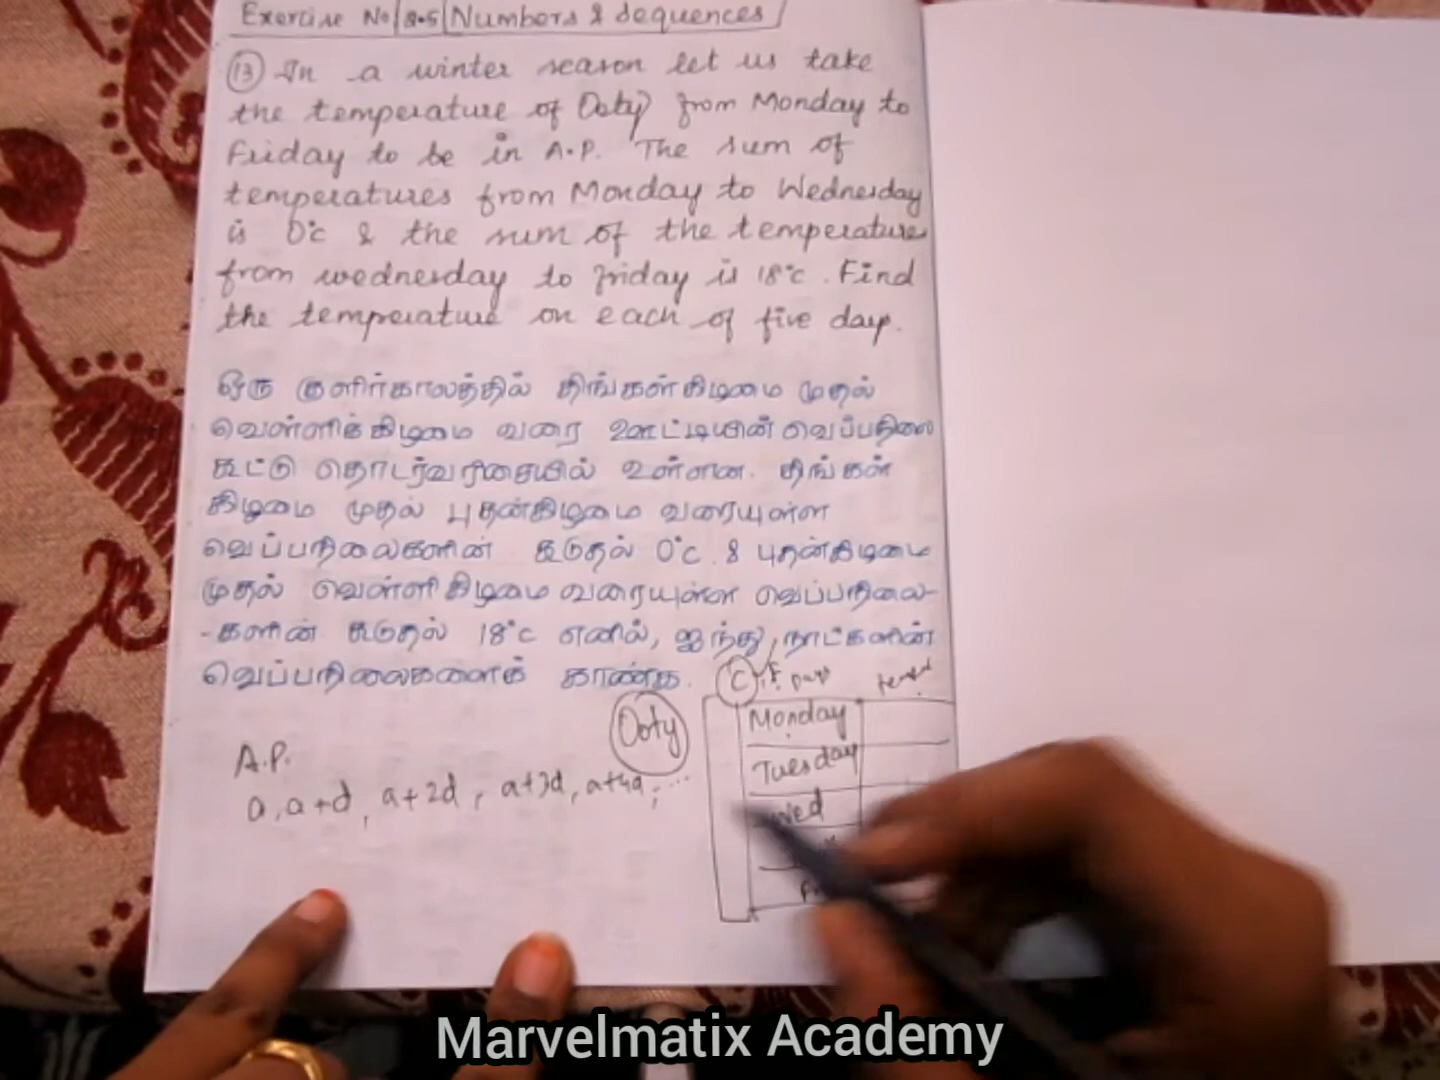 Exercise No 2.5 Numbers & Sequences
13 In a winter season let us take
the temperature of Ooty from Monday to
Friday to be in A.P. The sum of
temperatures from Monday to Wednesday
is 0°c & the sum of the temperatures
from wednesday to friday is 18°c. Find
the temperature on each of five days.
ஒரு குளிர்காலத்தில் திங்கள்கிழமை முதல்
வெள்ளிக்கிழமை வரை ஊட்டியின் வெப்பநிலை
கூட்டு தொடர்வரிசையில் உள்ளன. திங்கள்
கிழமை முதல் புதன்கிழமை வரையுள்ள
வெப்பநிலைகளின் கூடுதல் 0°c. & புதன்கிழமை
முதல் வெள்ளிகிழமை வரையுள்ள வெப்பநிலை-
-களின் கூடுதல் 18°c எனில், ஐந்து நாட்களின்
வெப்பநிலைகளைக் காண்க.
C F Days
Ooty
Monday
A.P.
Tuesday
a, a+d, a+2d, a+3d, a+4d, ...
Wed
Marvelmatix Academy